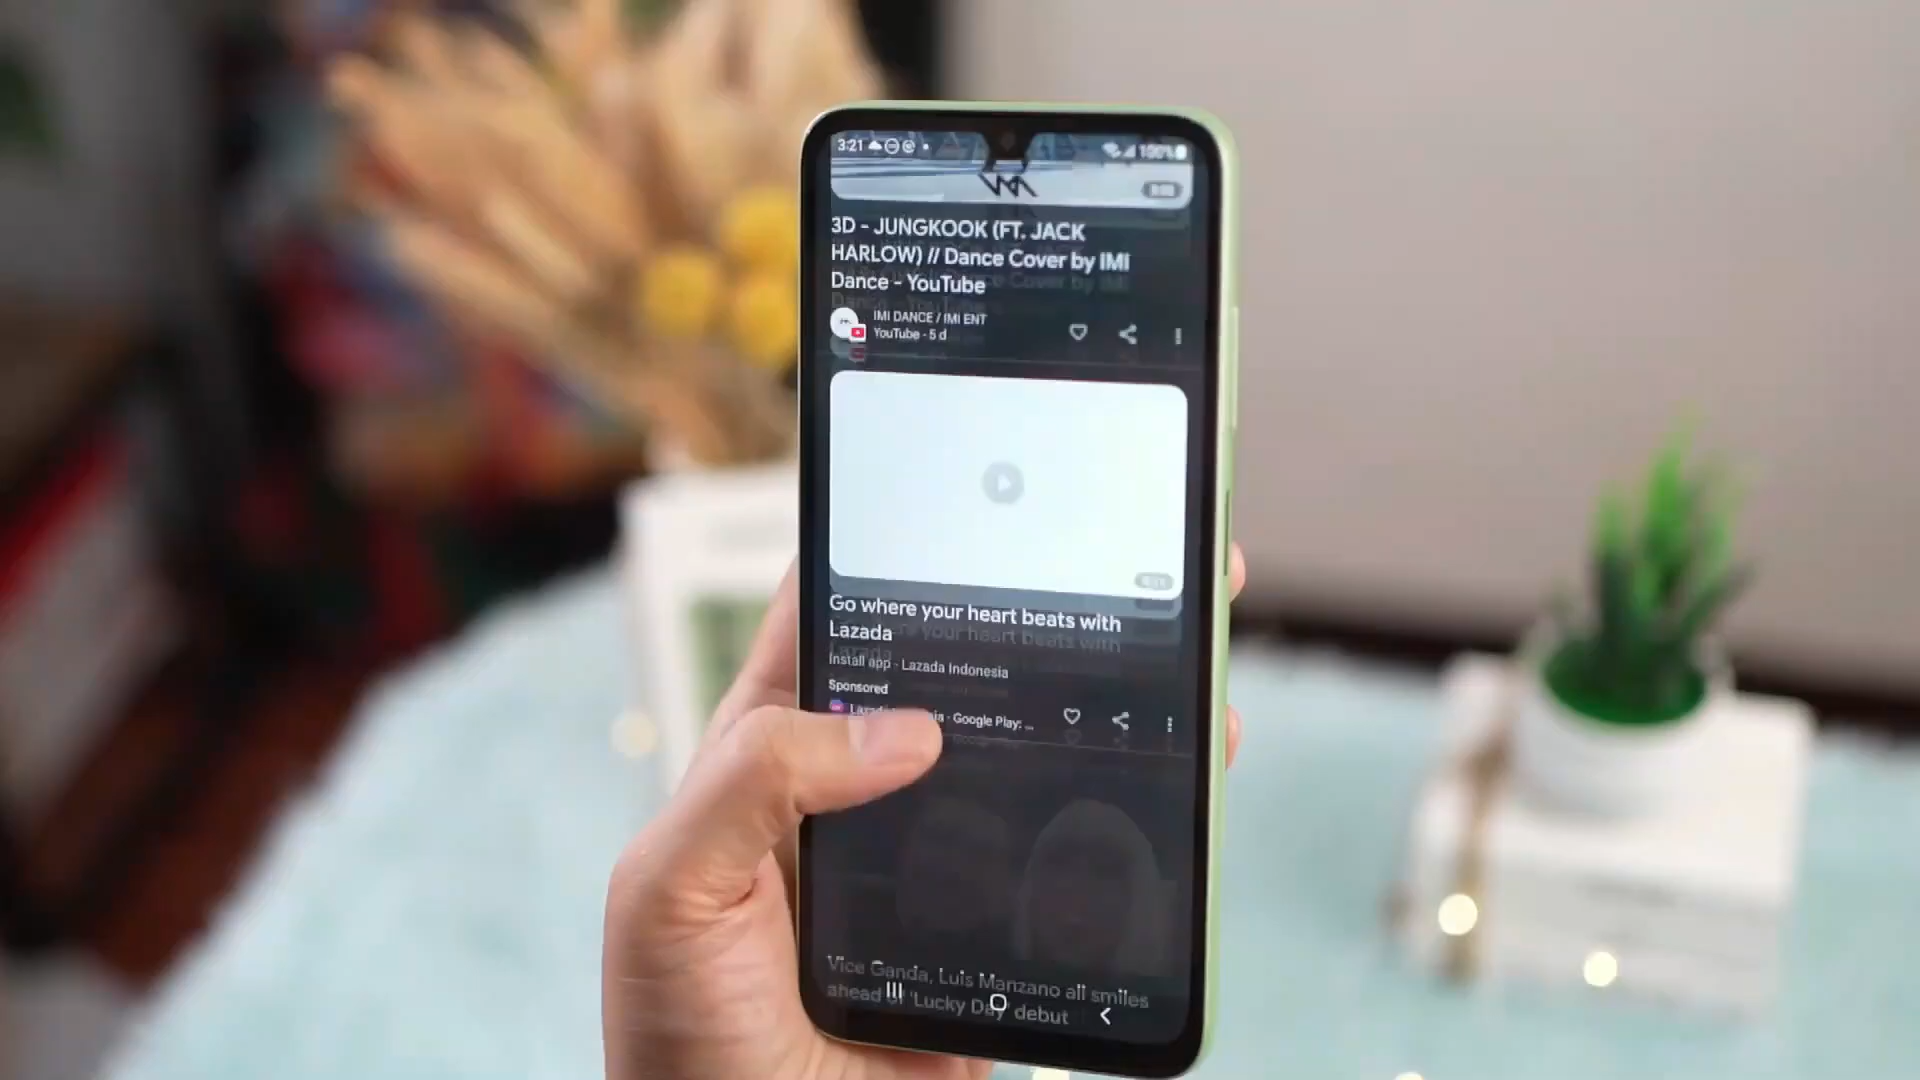 3:21
100%
3D - JUNGKOOK (FT. JACK
HARLOW) // Dance Cover by IMI
Dance - YouTube
IMI DANCE / IMI ENT
YouTube - 5 d
Go where your heart beats with
Lazada
Install app - Lazada Indonesia
Sponsored
Google Play: ...
Vice Ganda, Luis Manzano all smiles
ahead of 'Lucky Day' debut